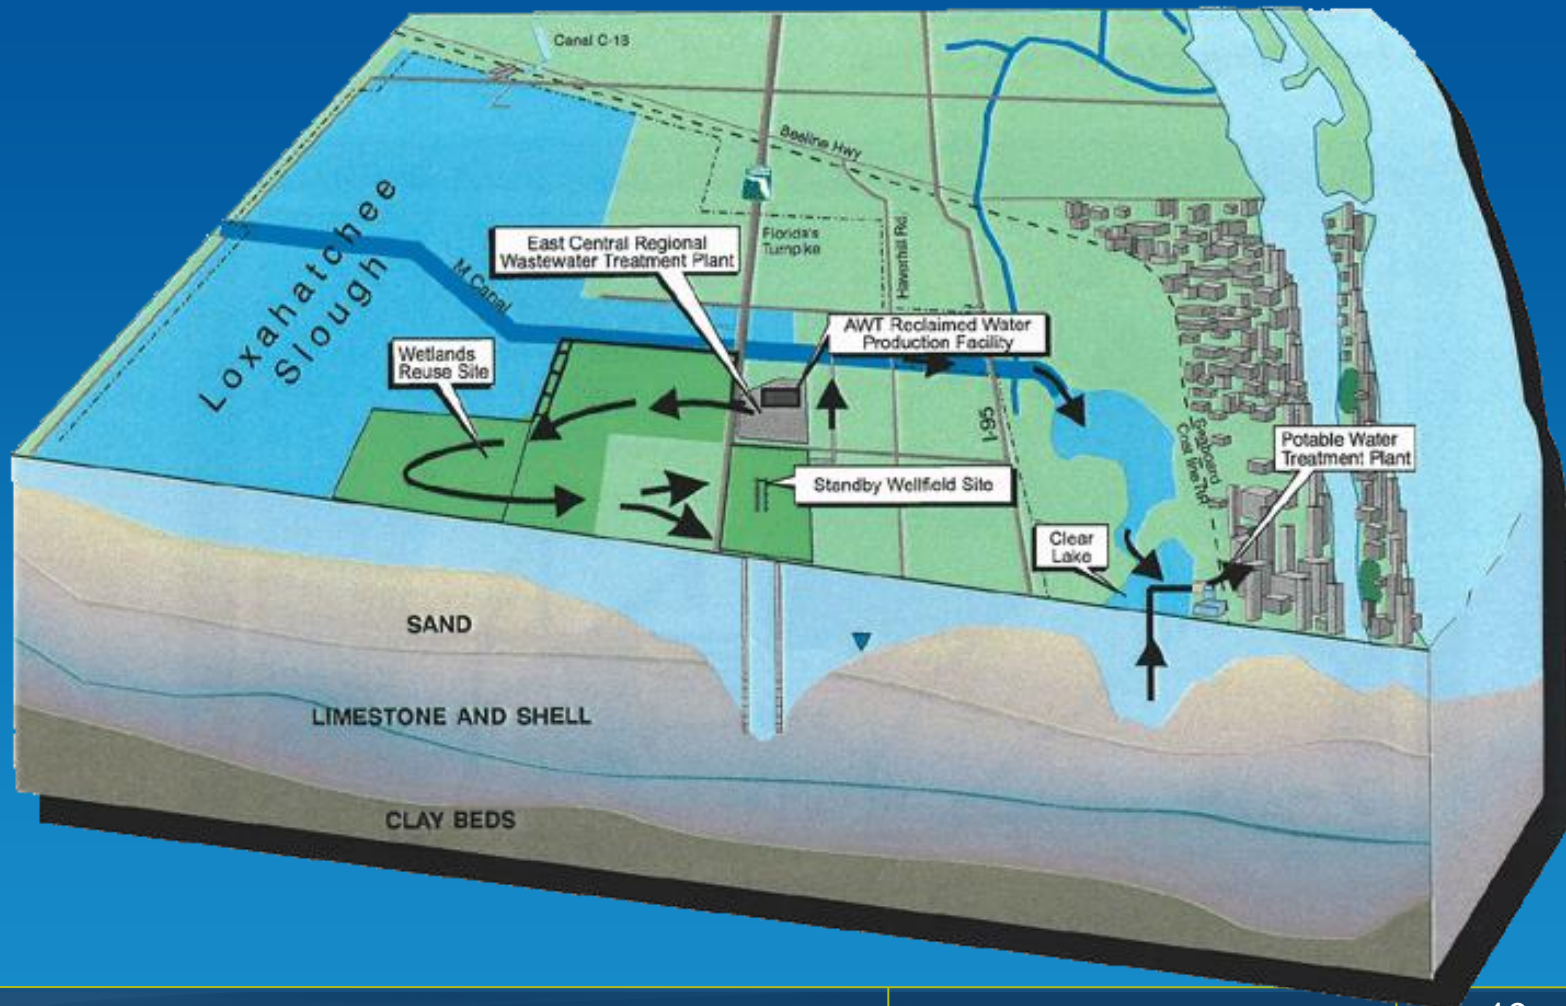 Canal C-18
Beeline Hwy
Loxahatchee
Slough
M Canal
East Central Regional
Wastewater Treatment Plant
Florida's
Turnpike
Haverhill Rd
AWT Reclaimed Water
Production Facility
Wetlands
Reuse Site
I-95
Seaboard
Coast line
Potable Water
Treatment Plant
Standby Wellfield Site
Clear
Lake
SAND
LIMESTONE AND SHELL
CLAY BEDS